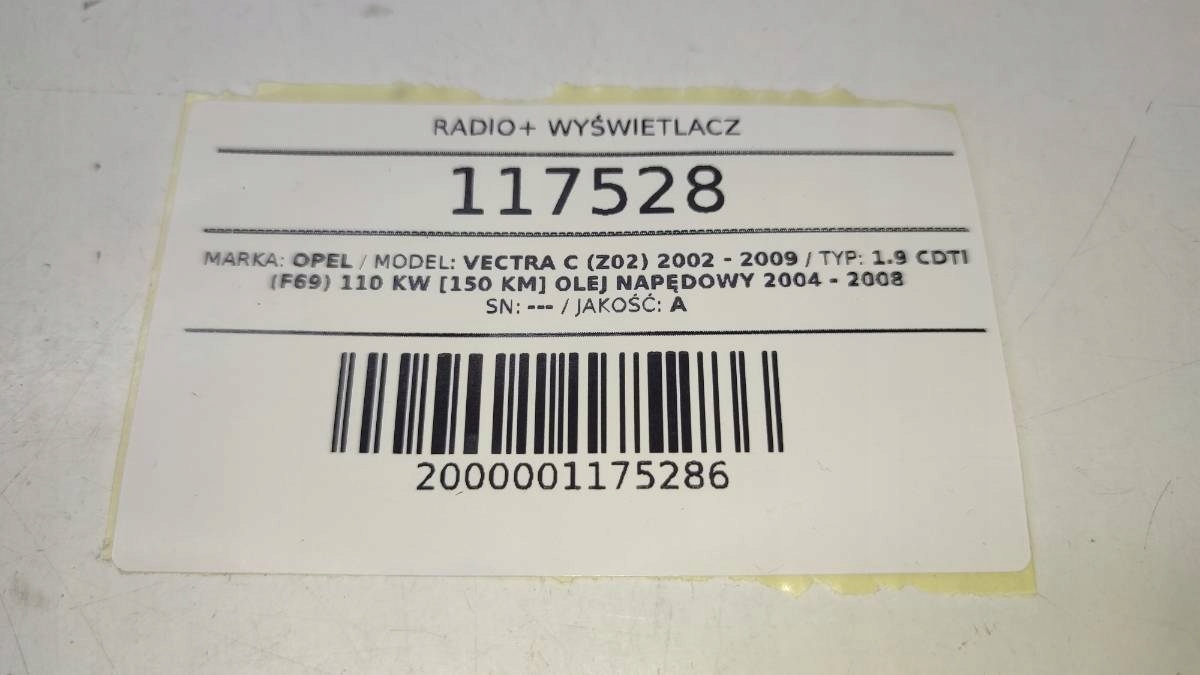 RADIO+ WYŚWIETLACZ
117528
MARKA: OPEL / MODEL: VECTRA C (Z02) 2002 - 2009 / TYP: 1.9 CDTI
(F69) 110 KW [150 KM] OLEJ NAPĘDOWY 2004 - 2008
SN: --- / JAKOŚĆ: A
2000001175286